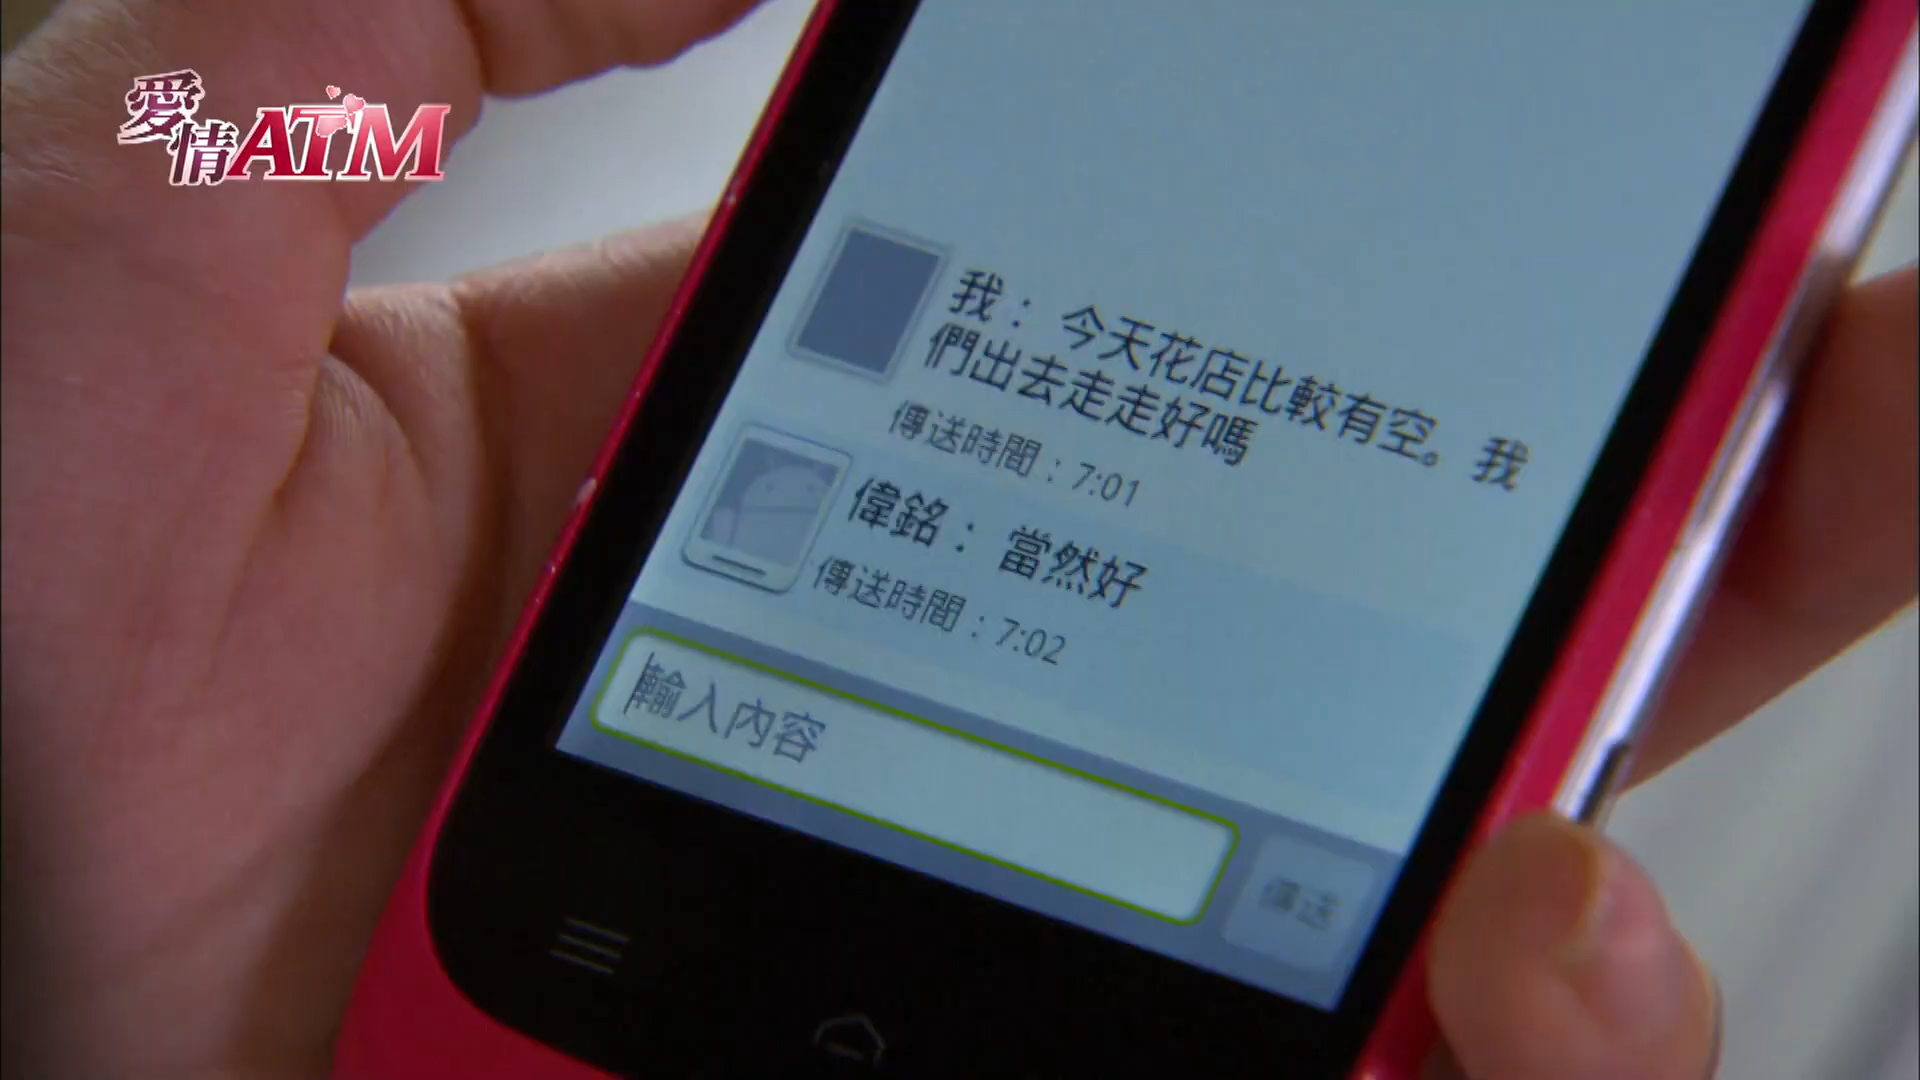 愛情ATM
我： 今天花店比較有空。 我
們出去走走好嗎
傳送時間：7:01
偉銘： 當然好
傳送時間：7:02
輸入內容
傳送